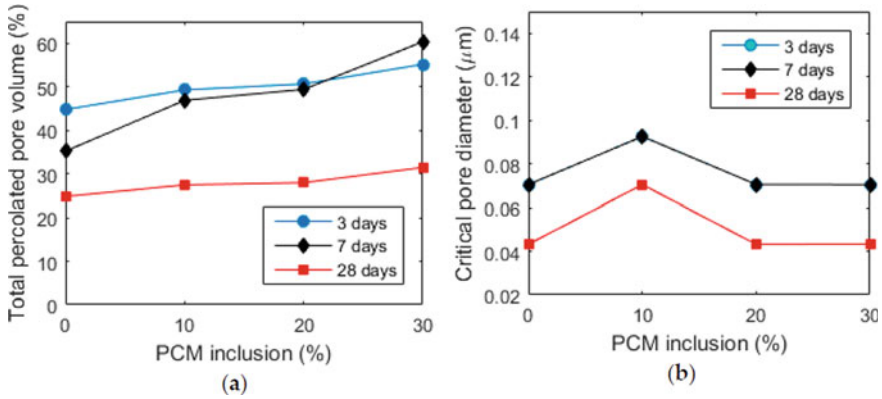 Total percolated pore volume (%)
60
50
40
30
20
10
0
0 10 20 30
PCM inclusion (%)
3 days
7 days
28 days
(a)
Critical pore diameter (μm)
0.14
0.12
0.1
0.08
0.06
0.04
0.02
0 10 20 30
PCM inclusion (%)
3 days
7 days
28 days
(b)